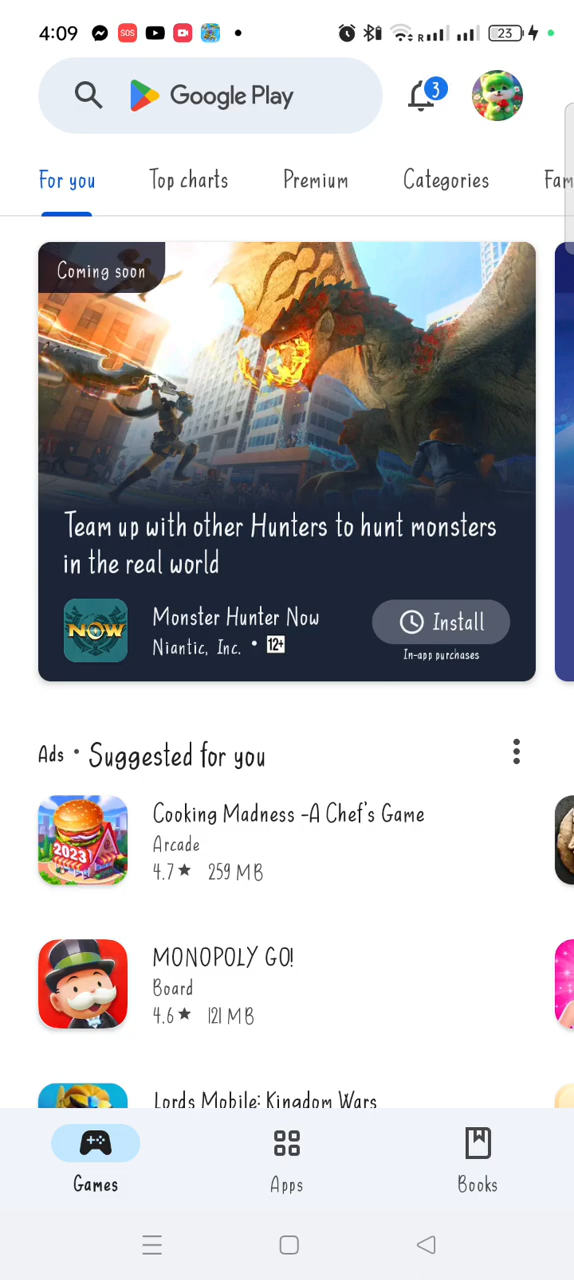 4:09 SOS R 23
Google Play 3
For you Top charts Premium Categories Fam
Coming soon
Team up with other Hunters to hunt monsters
in the real world
NOW
Monster Hunter Now
Niantic, Inc. • 12+
Install
In-app purchases
Ads • Suggested for you
2023
Cooking Madness -A Chef's Game
Arcade
4.7★ 259 MB
MONOPOLY GO!
Board
4.6★ 121 MB
Lords Mobile: Kingdom Wars
Games Apps Books